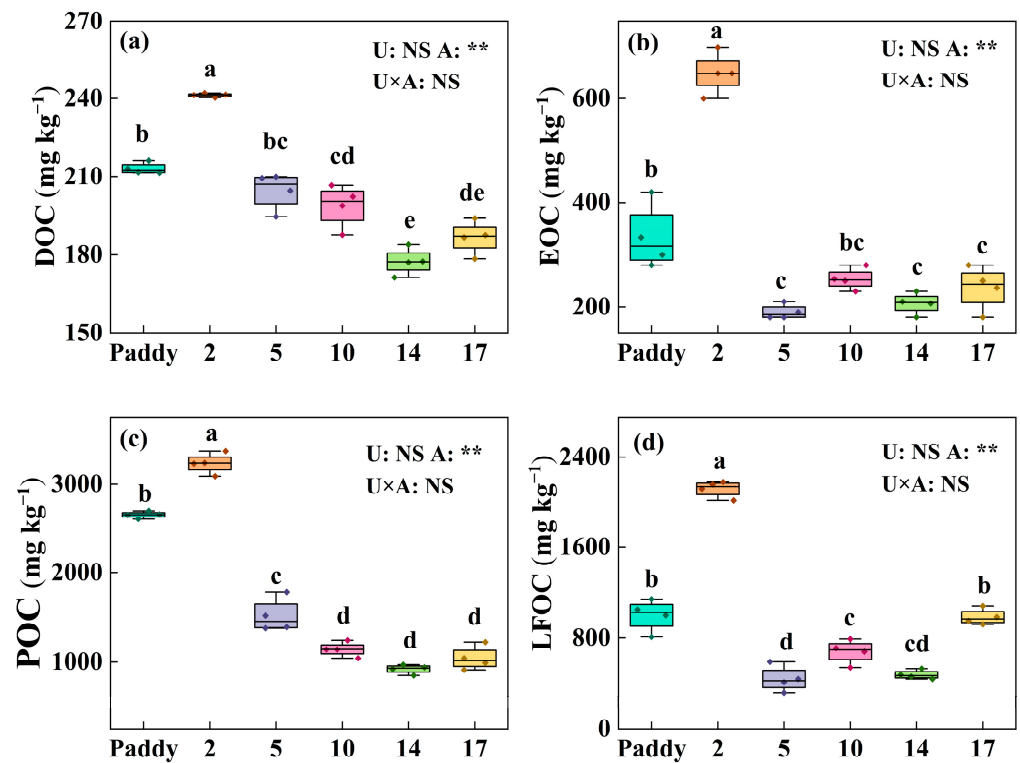 (a)
U: NS A: **
U×A: NS
DOC (mg kg⁻¹)
270
240
210
180
150
b
a
bc
cd
e
de
Paddy 2 5 10 14 17
(b)
U: NS A: **
U×A: NS
EOC (mg kg⁻¹)
600
400
200
b
a
c
bc
c
c
Paddy 2 5 10 14 17
(c)
U: NS A: **
U×A: NS
POC (mg kg⁻¹)
3000
2000
1000
b
a
c
d
d
d
Paddy 2 5 10 14 17
(d)
U: NS A: **
U×A: NS
LFOC (mg kg⁻¹)
2400
1600
800
0
b
a
d
c
cd
b
Paddy 2 5 10 14 17